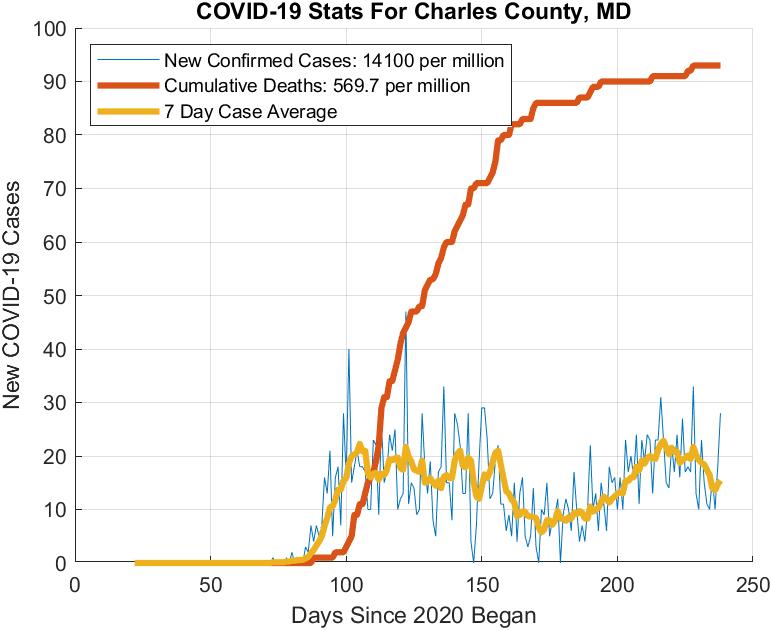 COVID-19 Stats For Charles County, MD
100
90
80
70
60
50
40
30
20
10
0
New COVID-19 Cases
New Confirmed Cases: 14100 per million
Cumulative Deaths: 569.7 per million
7 Day Case Average
0 50 100 150 200 250
Days Since 2020 Began